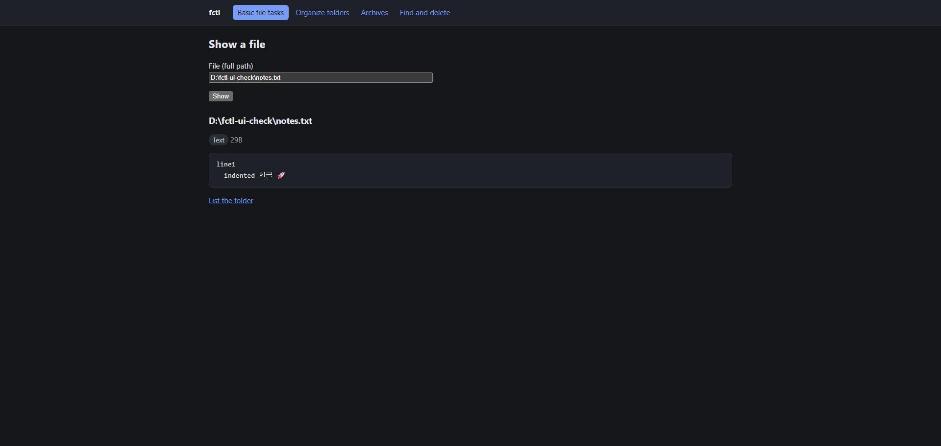 fctl Basic file tasks Organize folders Archives Find and delete
Show a file
File (full path)
D:\fctl-ui-check\notes.txt
Show
D:\fctl-ui-check\notes.txt
Text 29B
line1
indented 🚀
List the folder